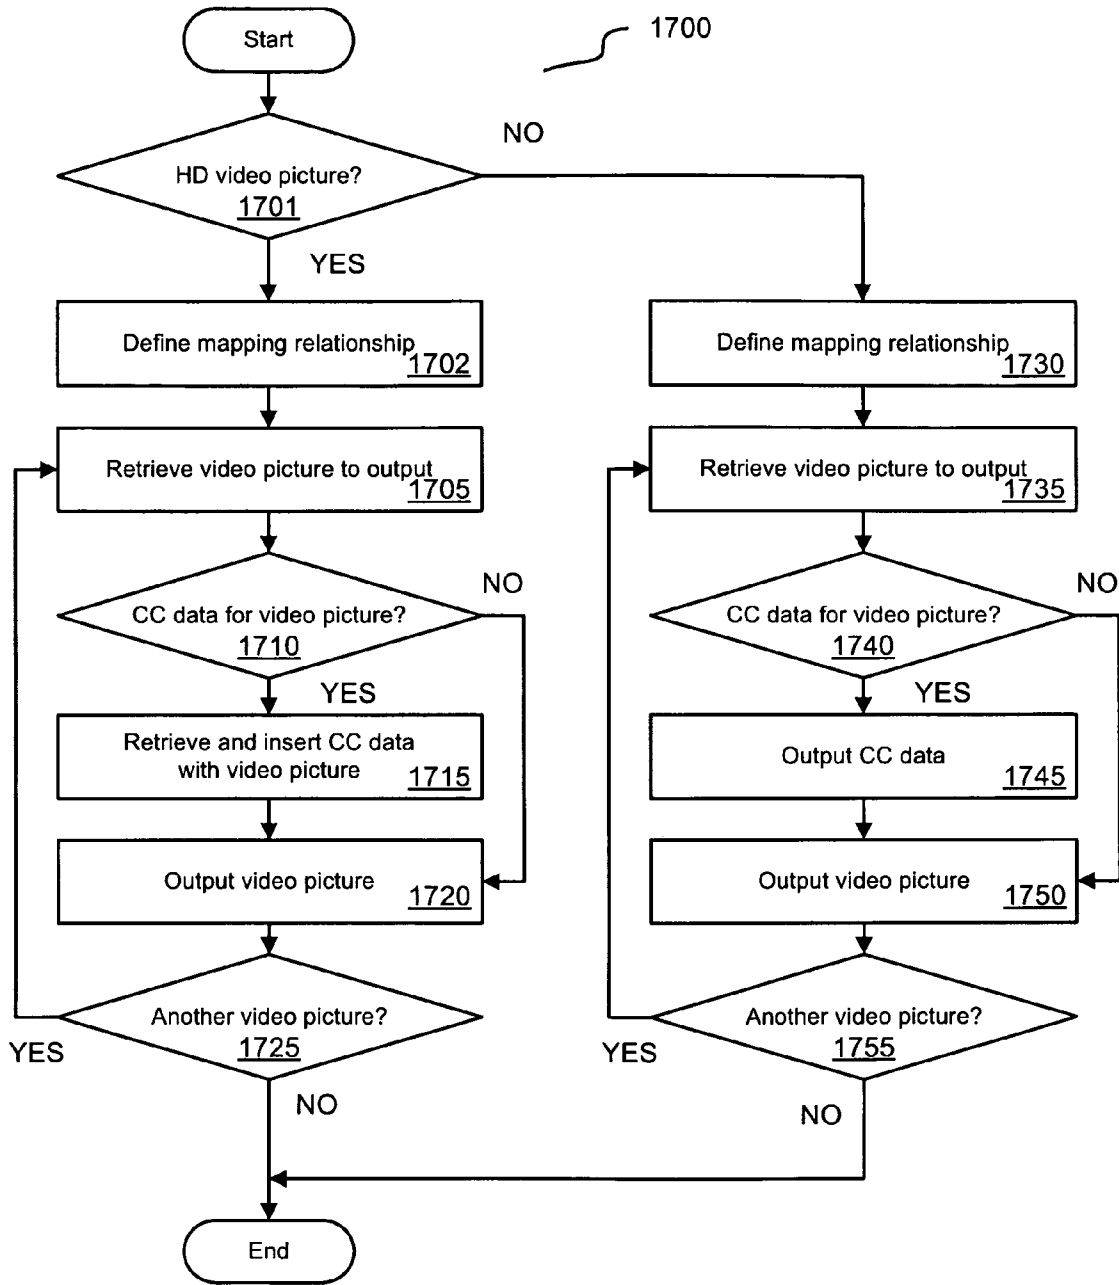 Start
1700
HD video picture?
1701
NO
YES
Define mapping relationship
1702
Retrieve video picture to output
1705
CC data for video picture?
1710
NO
YES
Retrieve and insert CC data
with video picture
1715
Output video picture
1720
Another video picture?
1725
YES
NO
Define mapping relationship
1730
Retrieve video picture to output
1735
CC data for video picture?
1740
NO
YES
Output CC data
1745
Output video picture
1750
Another video picture?
1755
YES
NO
End